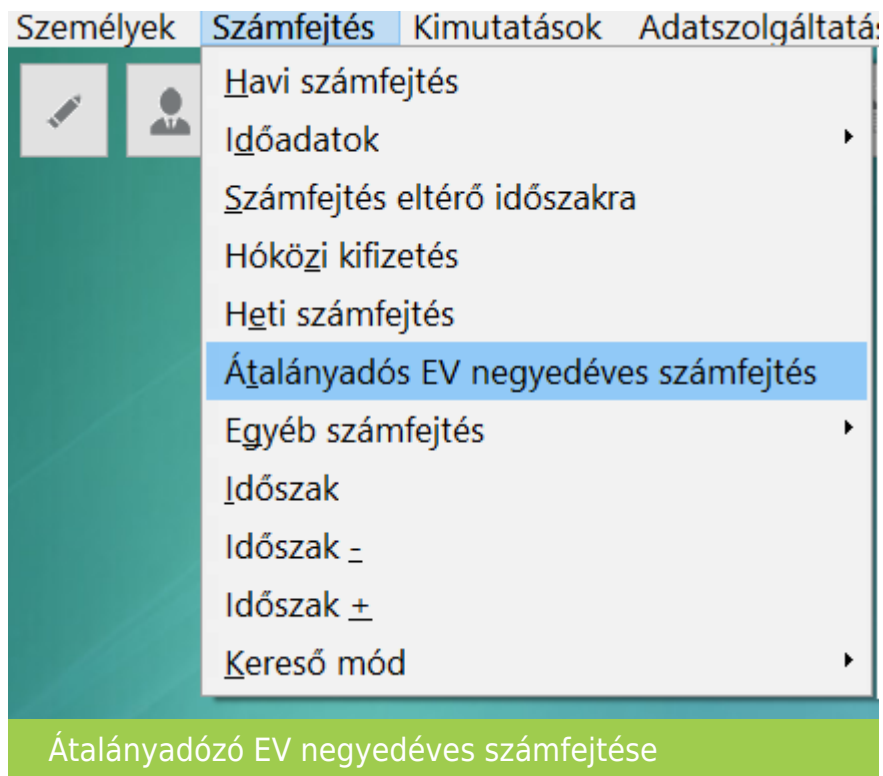 Személyek Számfejtés Kimutatások Adatszolgáltatás
Havi számfejtés
Időadatok
Számfejtés eltérő időszakra
Hóközi kifizetés
Heti számfejtés
Átalányadós EV negyedéves számfejtés
Egyéb számfejtés
Időszak
Időszak -
Időszak +
Kereső mód
Átalányadózó EV negyedéves számfejtése